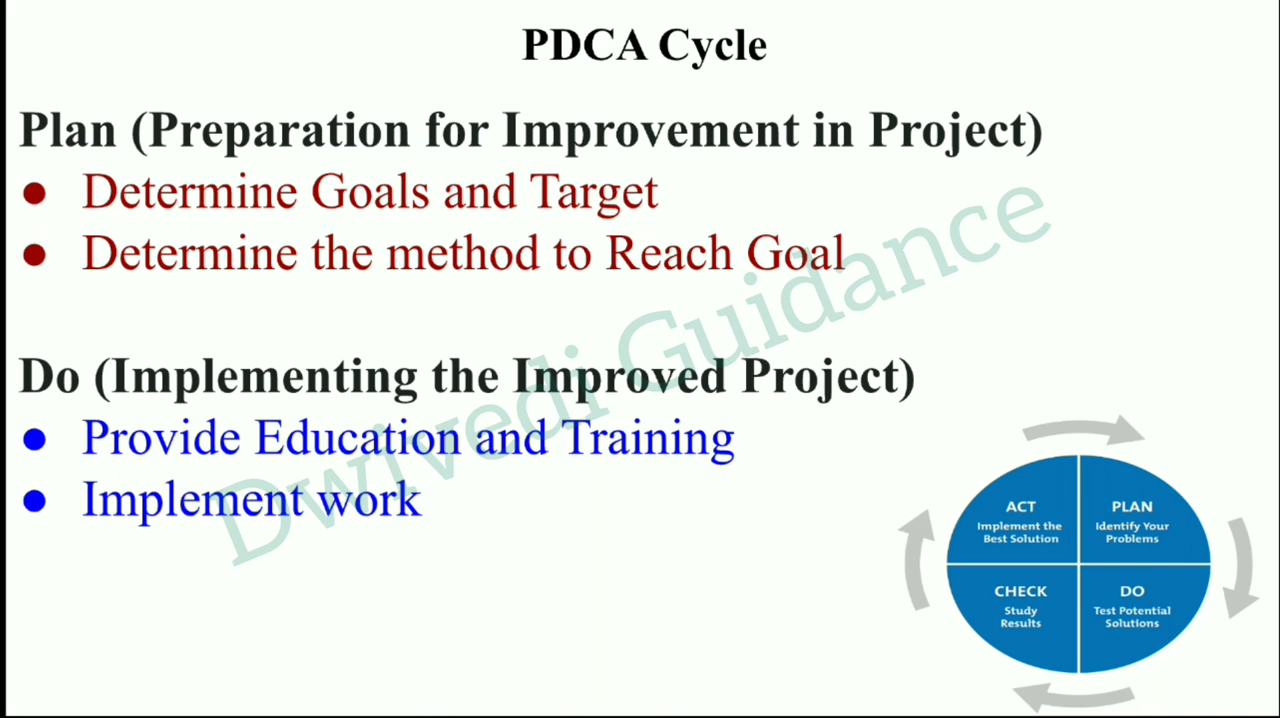 PDCA Cycle
Plan (Preparation for Improvement in Project)
● Determine Goals and Target
● Determine the method to Reach Goal
Do (Implementing the Improved Project)
● Provide Education and Training
● Implement work
Dwivedi Guidance
ACT
Implement the
Best Solution
PLAN
Identify Your
Problems
CHECK
Study
Results
DO
Test Potential
Solutions